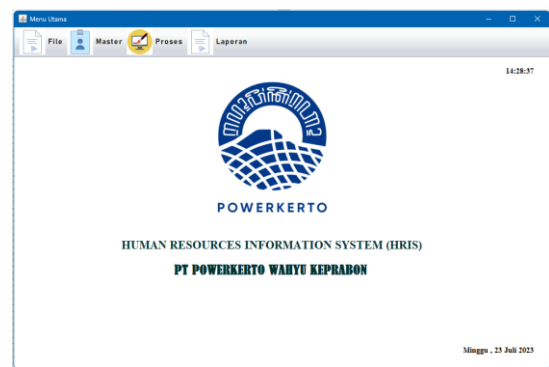 Menu Utama
File Master Proses Laporan
14:28:37
POWERKERTO
HUMAN RESOURCES INFORMATION SYSTEM (HRIS)
PT POWERKERTO WAHYU KEPRABON
Minggu , 23 Juli 2023